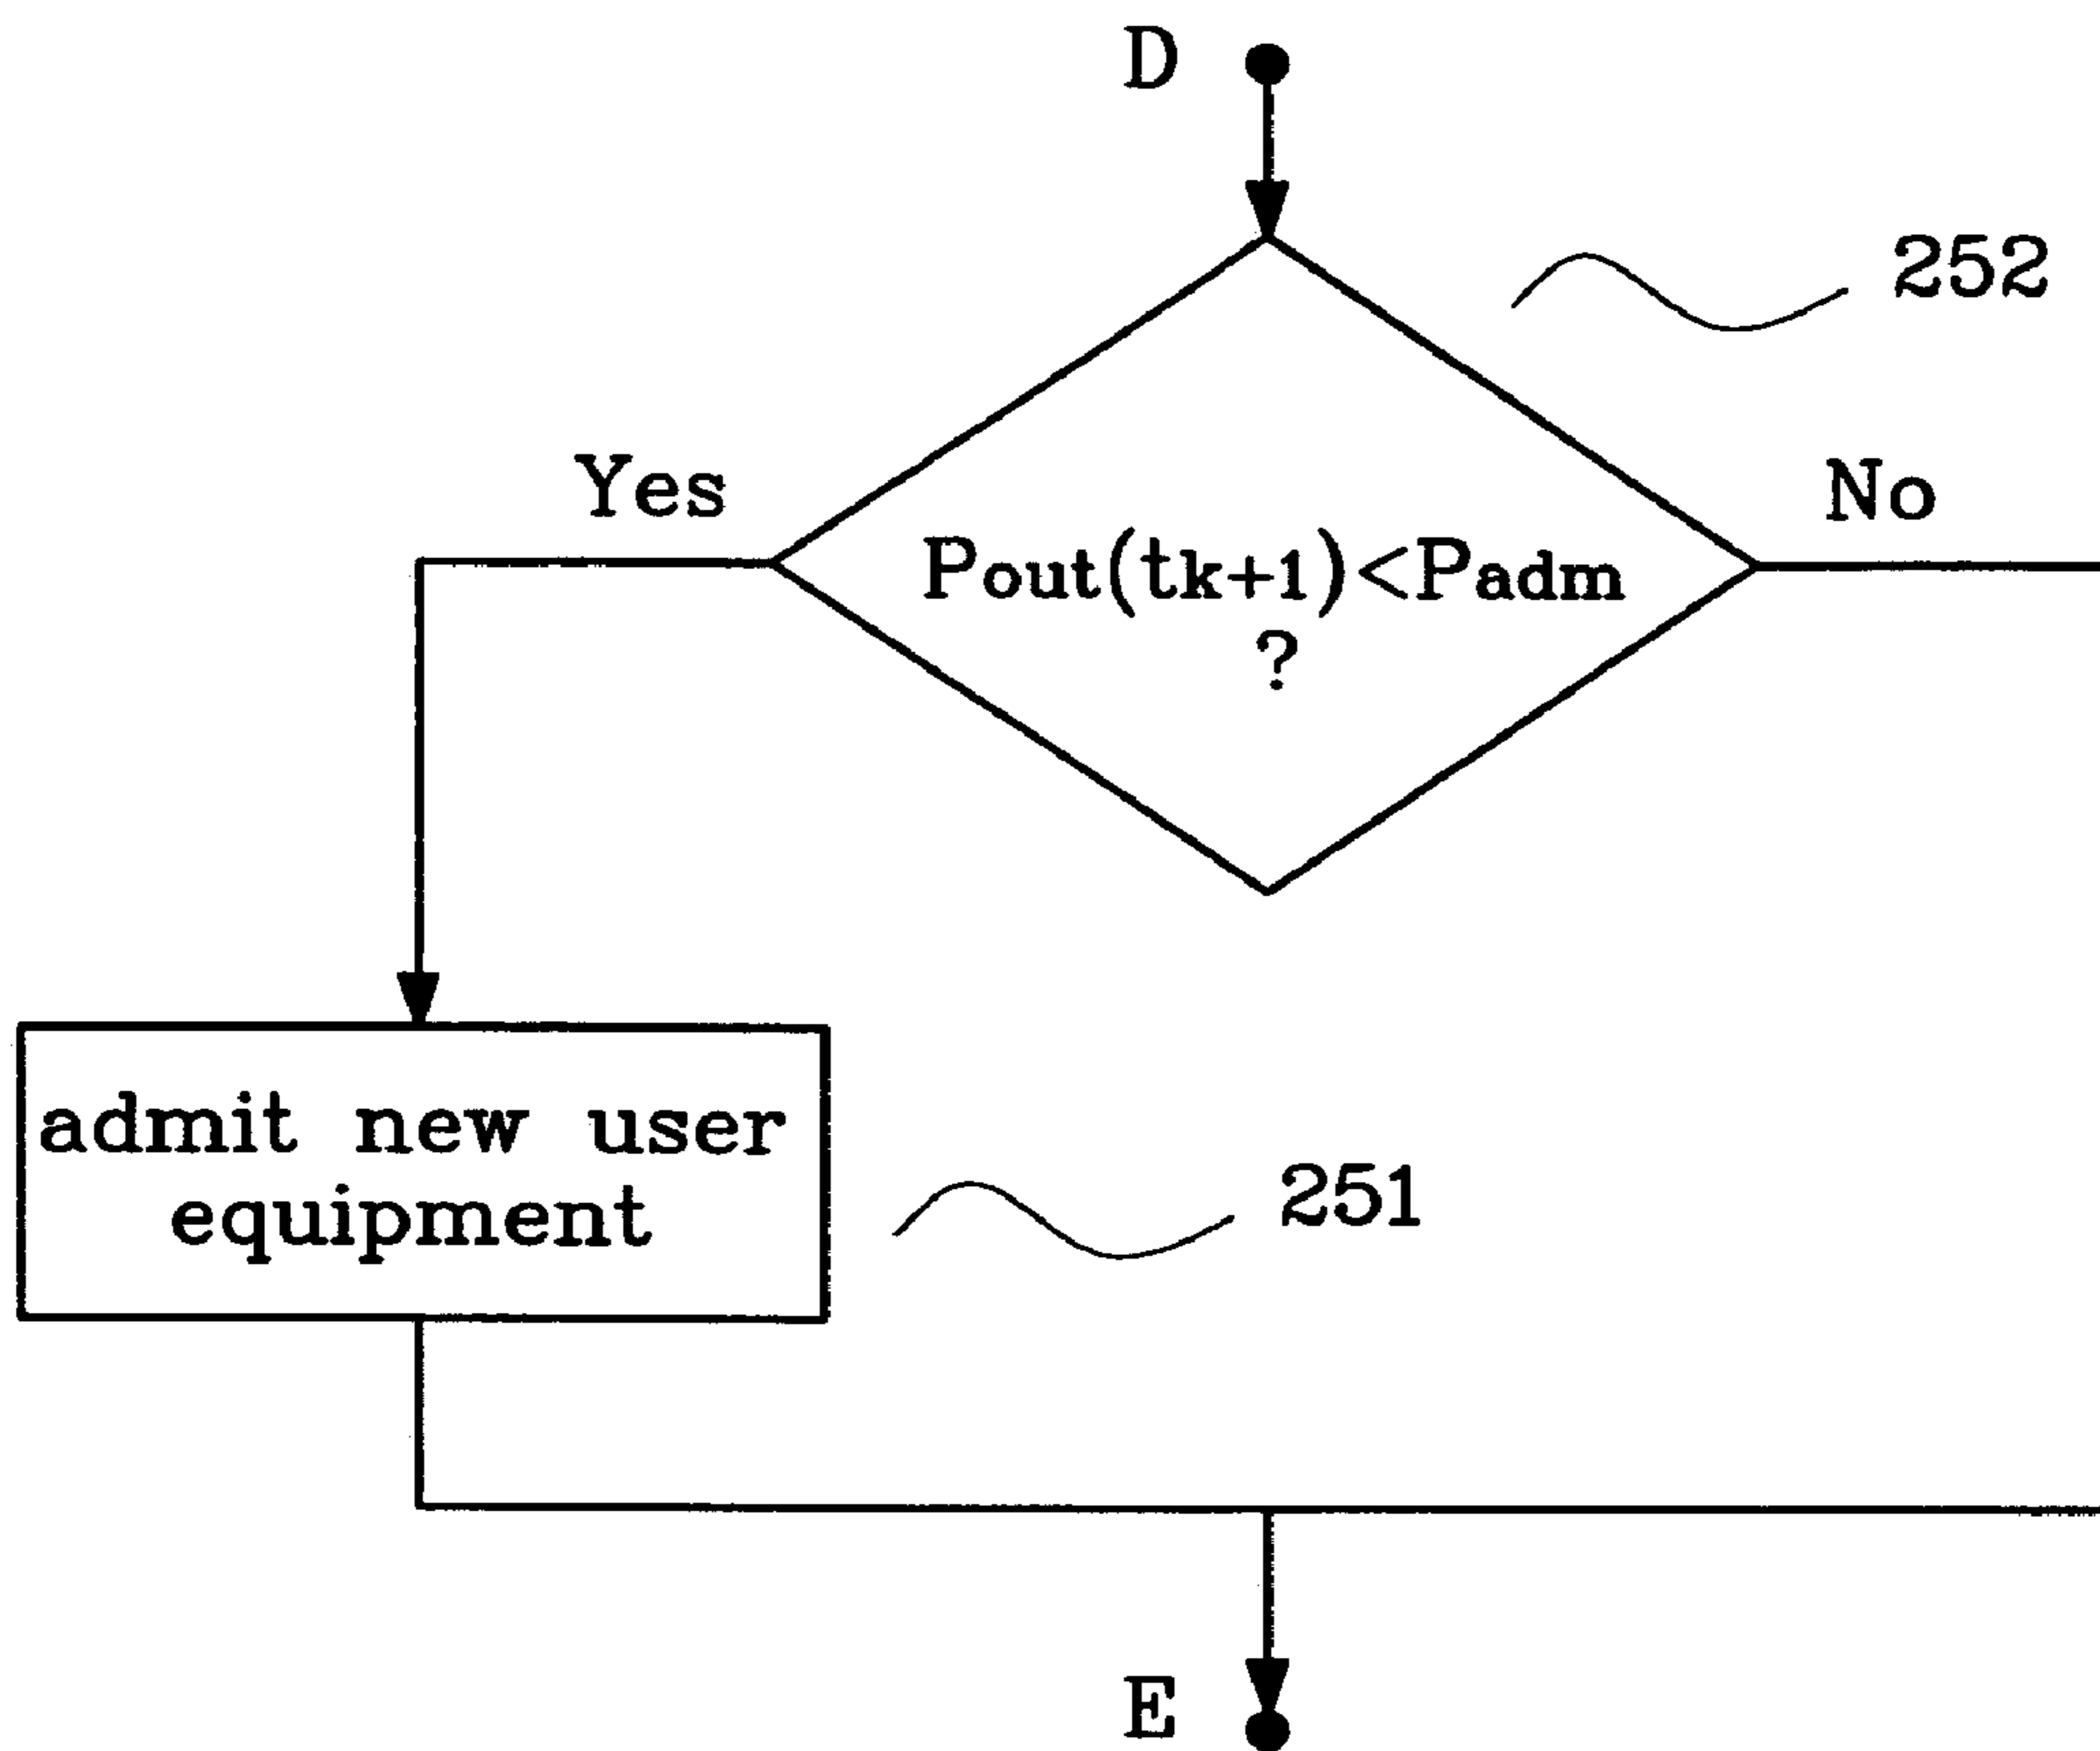 D
252
Yes
No
Pout(tk+1)<Padm
?
admit new user
equipment
251
E